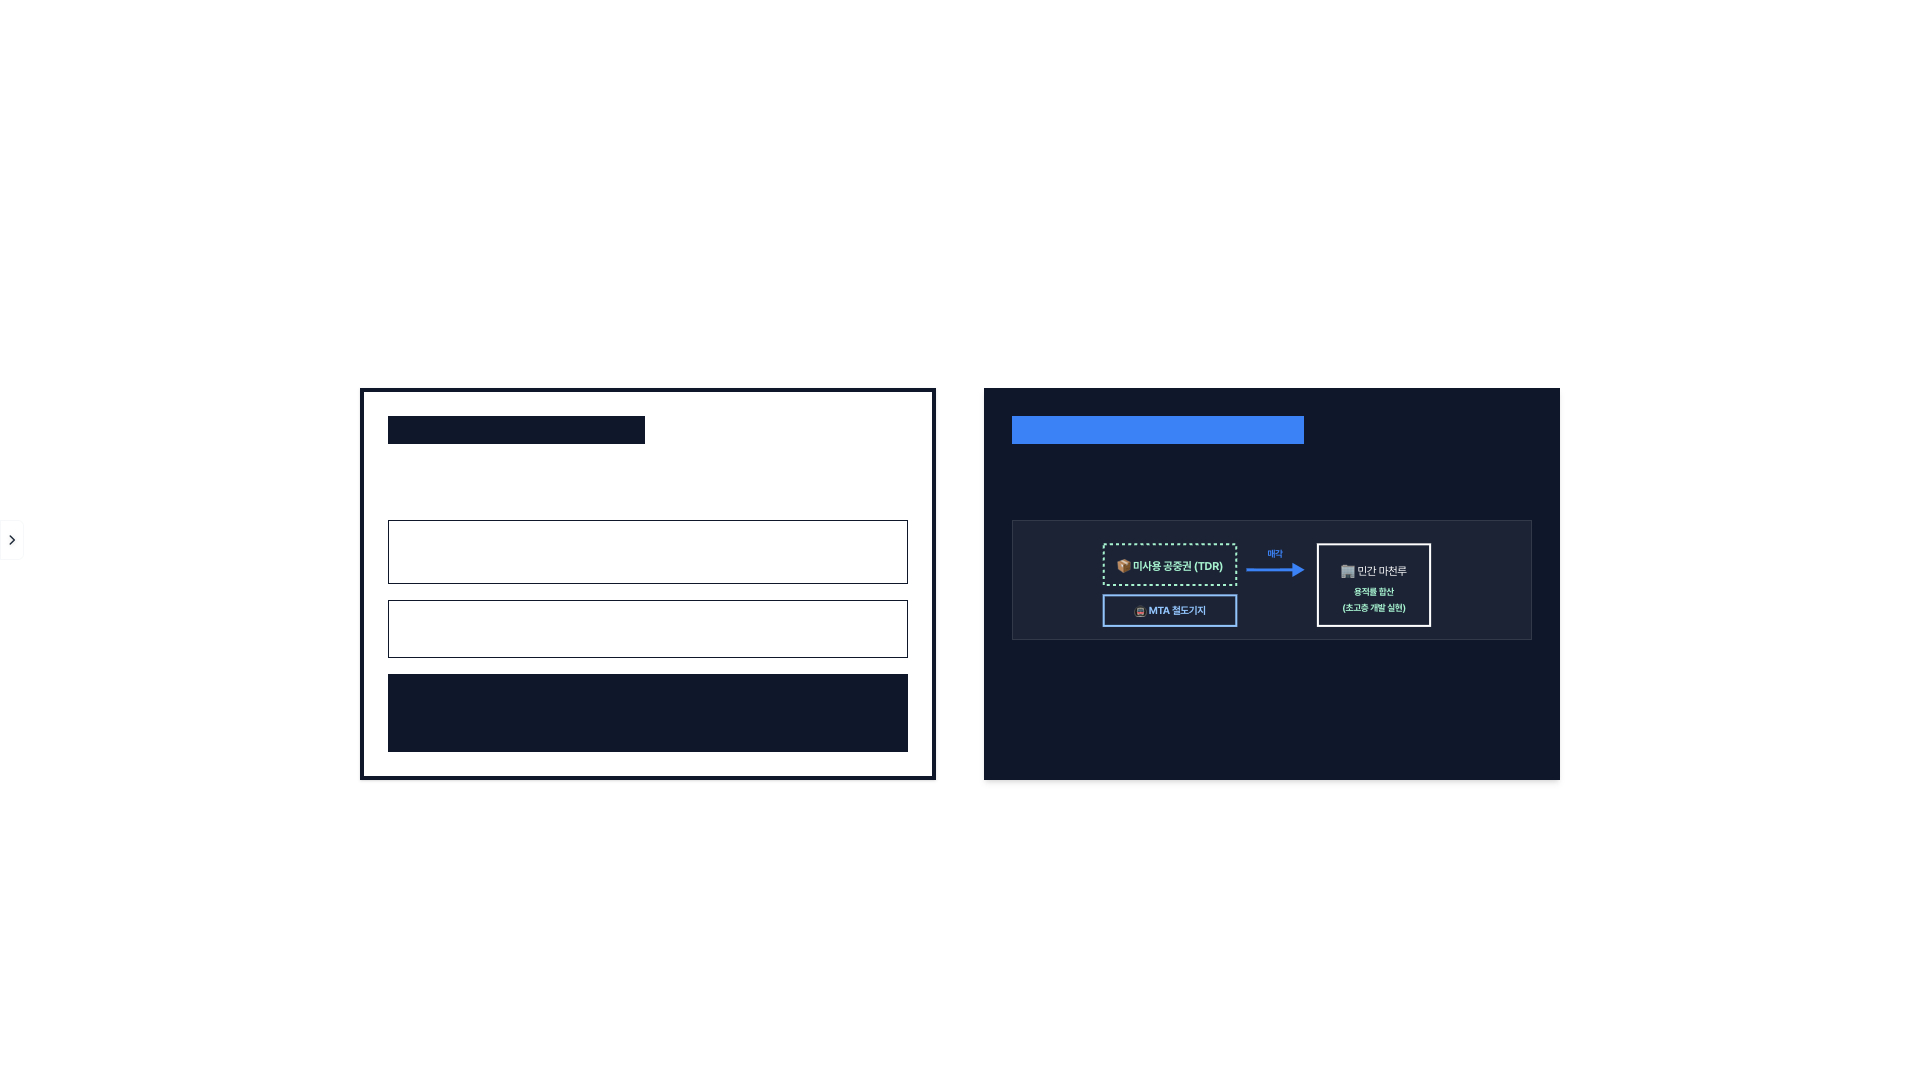 매각
미사용 공중권 (TDR)
MTA 철도기지
민간 마천루
용적률 합산
(초고층 개발 실현)